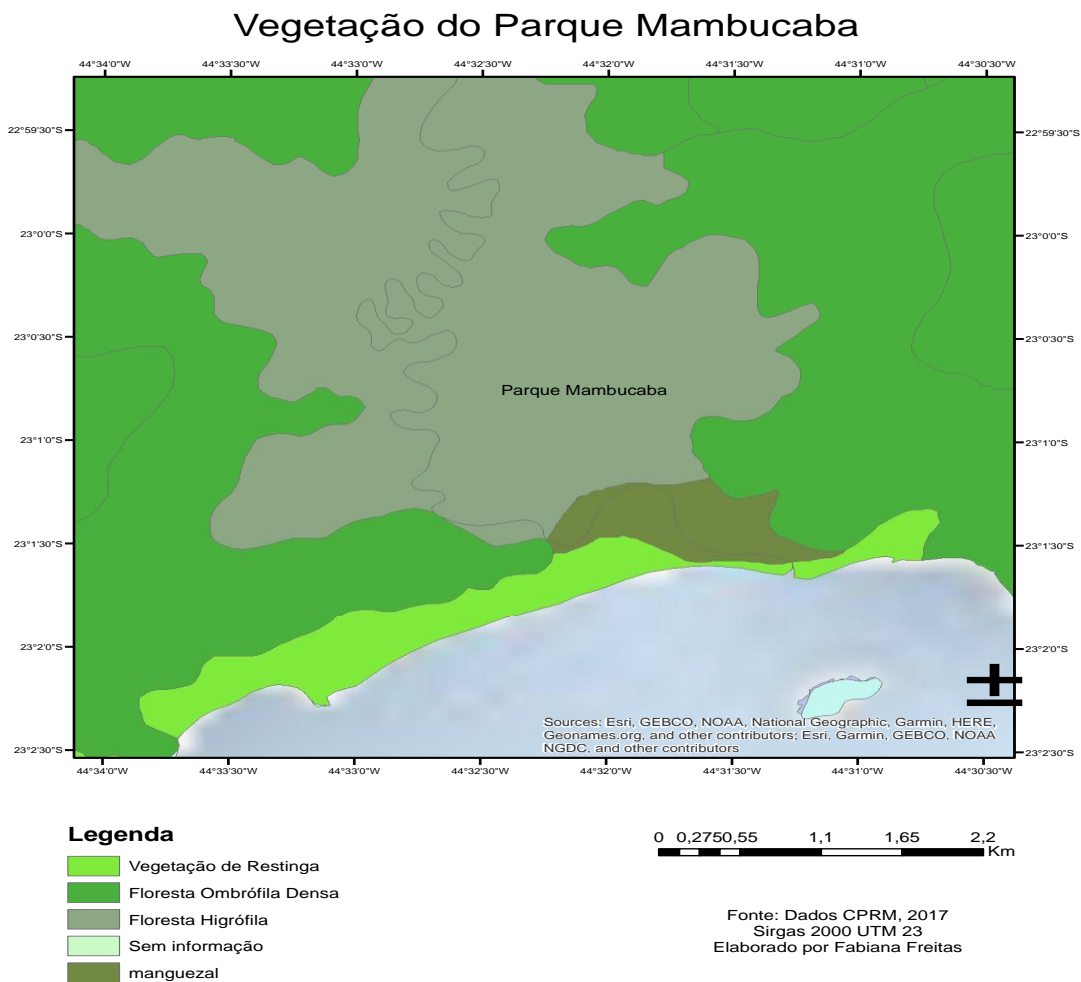 Vegetação do Parque Mambucaba
44°34'0"W 44°33'30"W 44°33'0"W 44°32'30"W 44°32'0"W 44°31'30"W 44°31'0"W 44°30'30"W
22°59'30"S 22°59'30"S
23°0'0"S 23°0'0"S
23°0'30"S 23°0'30"S
Parque Mambucaba
23°1'0"S 23°1'0"S
23°1'30"S 23°1'30"S
23°2'0"S 23°2'0"S
Sources: Esri, GEBCO, NOAA, National Geographic, Garmin, HERE,
Geonames.org, and other contributors; Esri, Garmin, GEBCO, NOAA
NGDC, and other contributors
23°2'30"S 23°2'30"S
44°34'0"W 44°33'30"W 44°33'0"W 44°32'30"W 44°32'0"W 44°31'30"W 44°31'0"W 44°30'30"W
Legenda
Vegetação de Restinga
Floresta Ombrófila Densa
Floresta Higrófila
Sem informação
manguezal
0 0,2750,55 1,1 1,65 2,2
Km
Fonte: Dados CPRM, 2017
Sirgas 2000 UTM 23
Elaborado por Fabiana Freitas